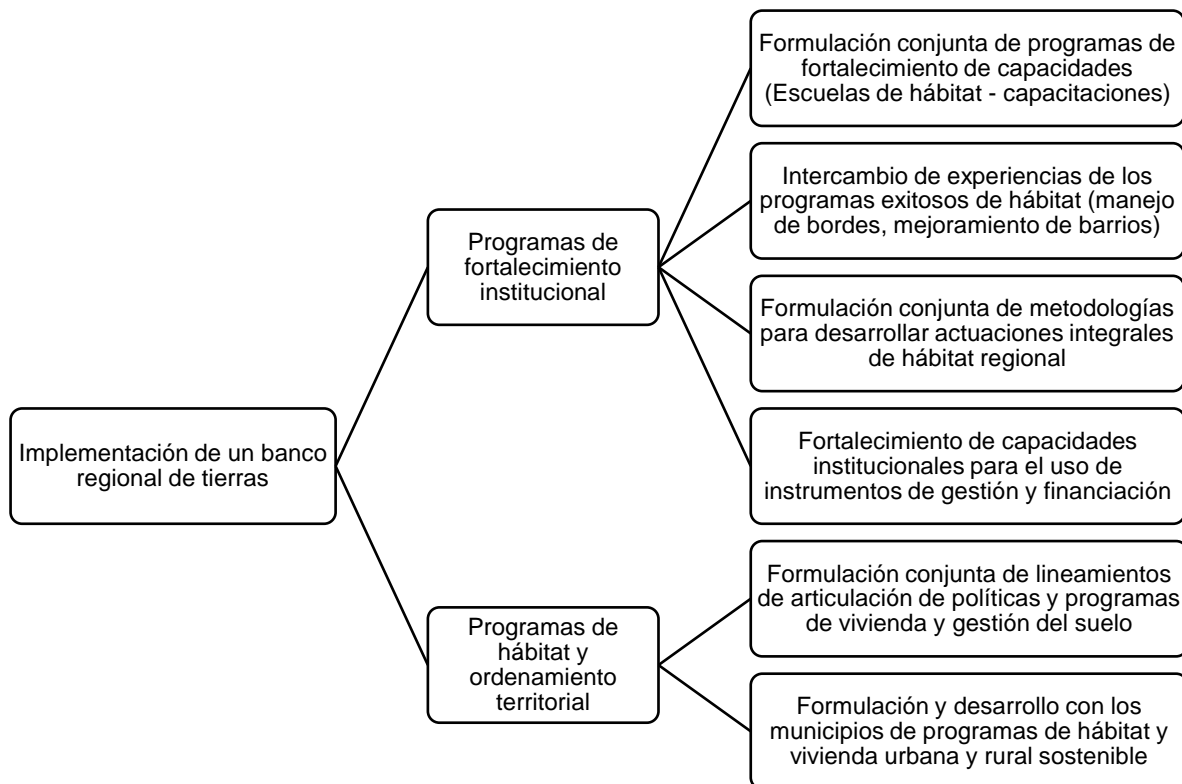 Implementación de un banco
regional de tierras
Programas de
fortalecimiento
institucional
Formulación conjunta de programas de
fortalecimiento de capacidades
(Escuelas de hábitat - capacitaciones)
Intercambio de experiencias de los
programas exitosos de hábitat (manejo
de bordes, mejoramiento de barrios)
Formulación conjunta de metodologías
para desarrollar actuaciones integrales
de hábitat regional
Fortalecimiento de capacidades
institucionales para el uso de
instrumentos de gestión y financiación
Programas de
hábitat y
ordenamiento
territorial
Formulación conjunta de lineamientos
de articulación de políticas y programas
de vivienda y gestión del suelo
Formulación y desarrollo con los
municipios de programas de hábitat y
vivienda urbana y rural sostenible